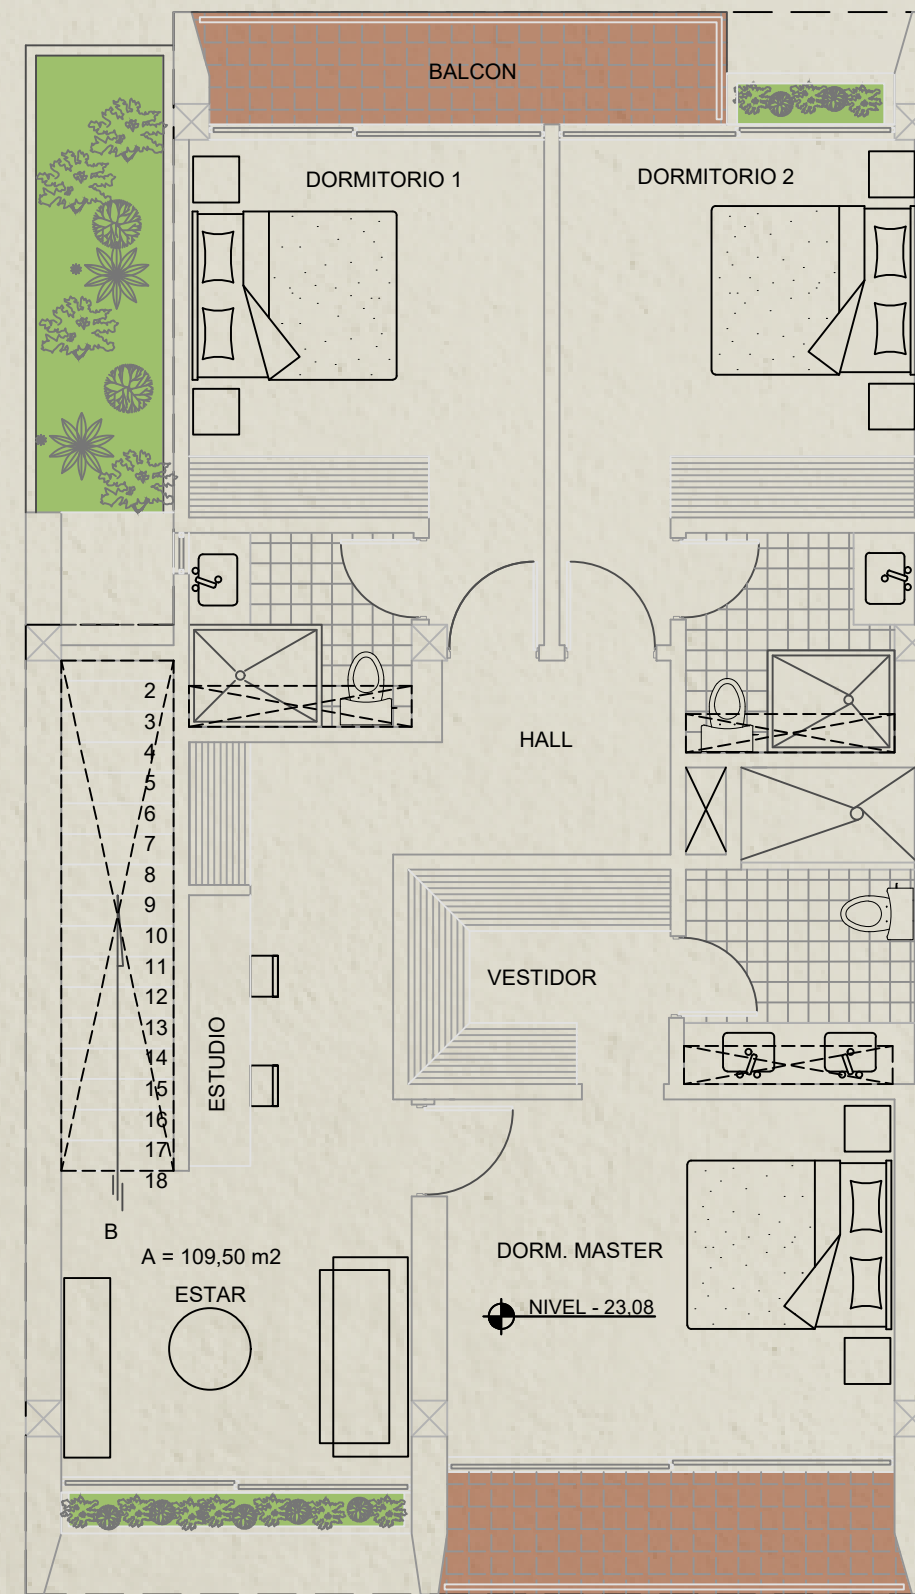 BALCON
DORMITORIO 1
DORMITORIO 2
2
3
4
5
6
7
8
9
10
11
12
13
14
15
16
17
18
HALL
VESTIDOR
ESTUDIO
B
A = 109,50 m2
ESTAR
DORM. MASTER
NIVEL - 23,08